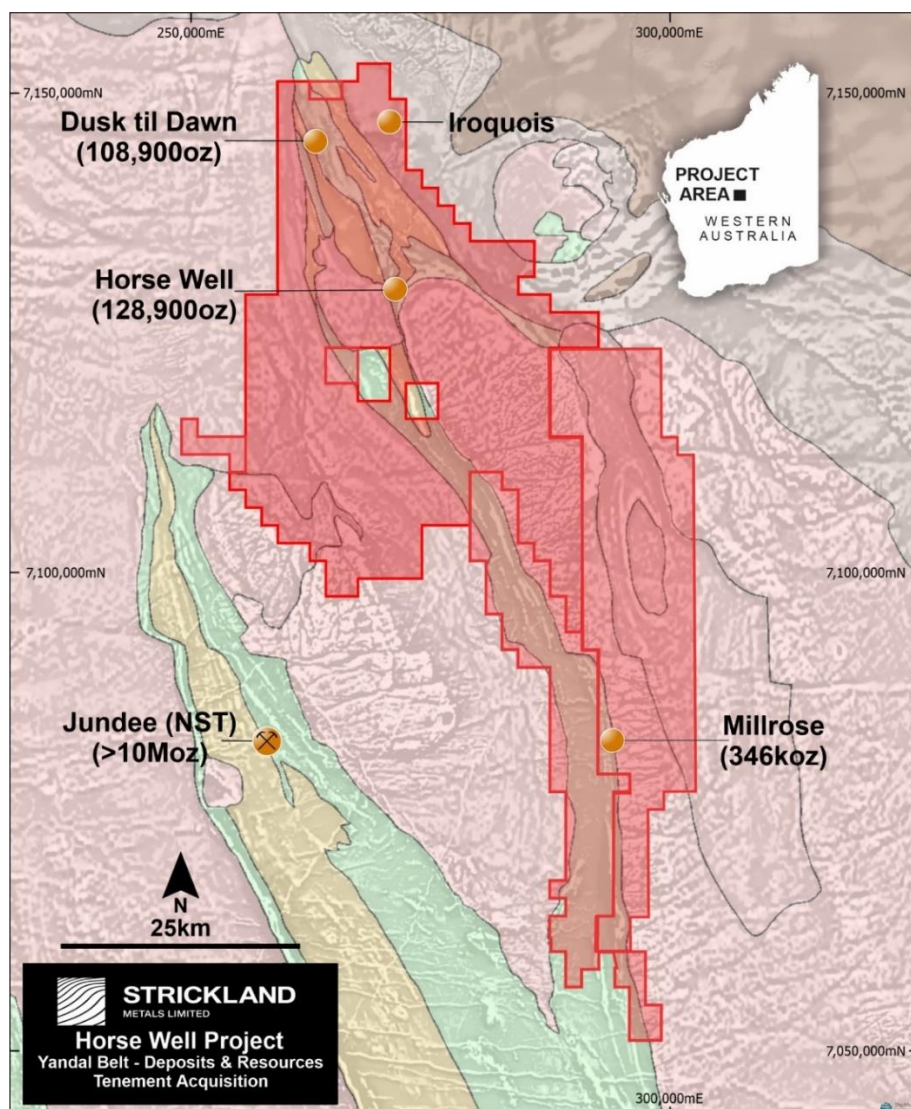 250,000mE
300,000mE
7,150,000mN
7,150,000mN
Dusk til Dawn
(108,900oz)
Iroquois
PROJECT
AREA
WESTERN
AUSTRALIA
Horse Well
(128,900oz)
7,100,000mN
7,100,000mN
Jundee (NST)
(>10Moz)
Millrose
(346koz)
N
25km
STRICKLAND
METALS LIMITED
Horse Well Project
Yandal Belt - Deposits & Resources
Tenement Acquisition
7,050,000mN
300,000mE